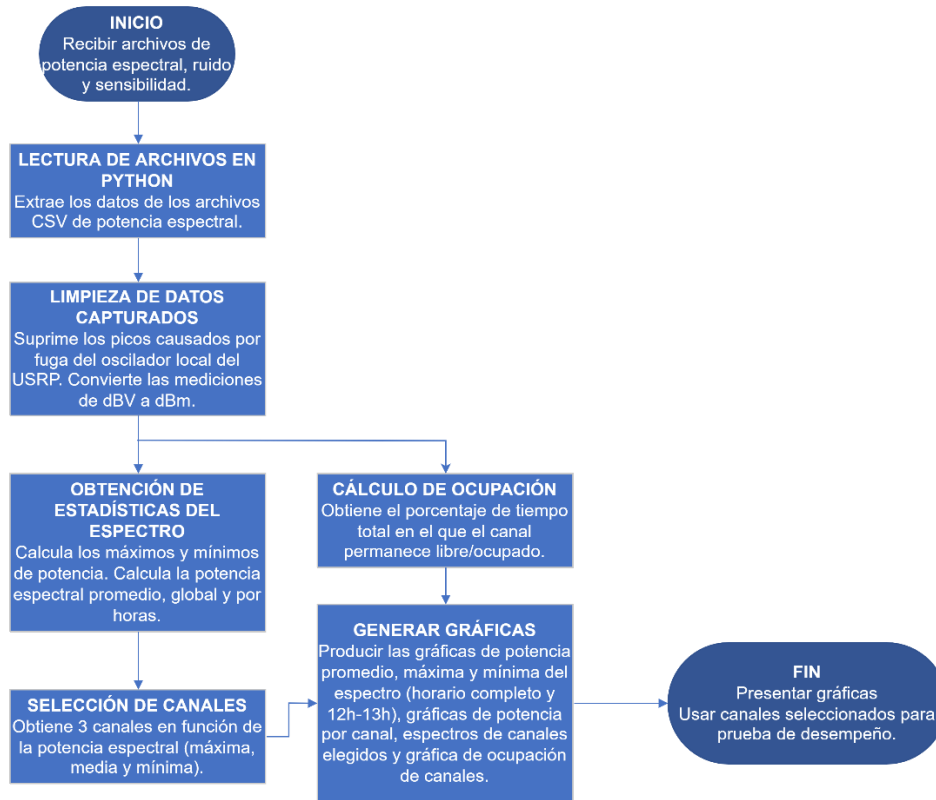 INICIO
Recibir archivos de
potencia espectral, ruido
y sensibilidad.
LECTURA DE ARCHIVOS EN
PYTHON
Extrae los datos de los archivos
CSV de potencia espectral.
LIMPIEZA DE DATOS
CAPTURADOS
Suprime los picos causados por
fuga del oscilador local del
USRP. Convierte las mediciones
de dBV a dBm.
OBTENCIÓN DE
ESTADÍSTICAS DEL
ESPECTRO
Calcula los máximos y mínimos
de potencia. Calcula la potencia
espectral promedio, global y por
horas.
SELECCIÓN DE CANALES
Obtiene 3 canales en función de
la potencia espectral (máxima,
media y mínima).
CÁLCULO DE OCUPACIÓN
Obtiene el porcentaje de tiempo
total en el que el canal
permanece libre/ocupado.
GENERAR GRÁFICAS
Producir las gráficas de potencia
promedio, máxima y mínima del
espectro (horario completo y
12h-13h), gráficas de potencia
por canal, espectros de canales
elegidos y gráfica de ocupación
de canales.
FIN
Presentar gráficas
Usar canales seleccionados para
prueba de desempeño.